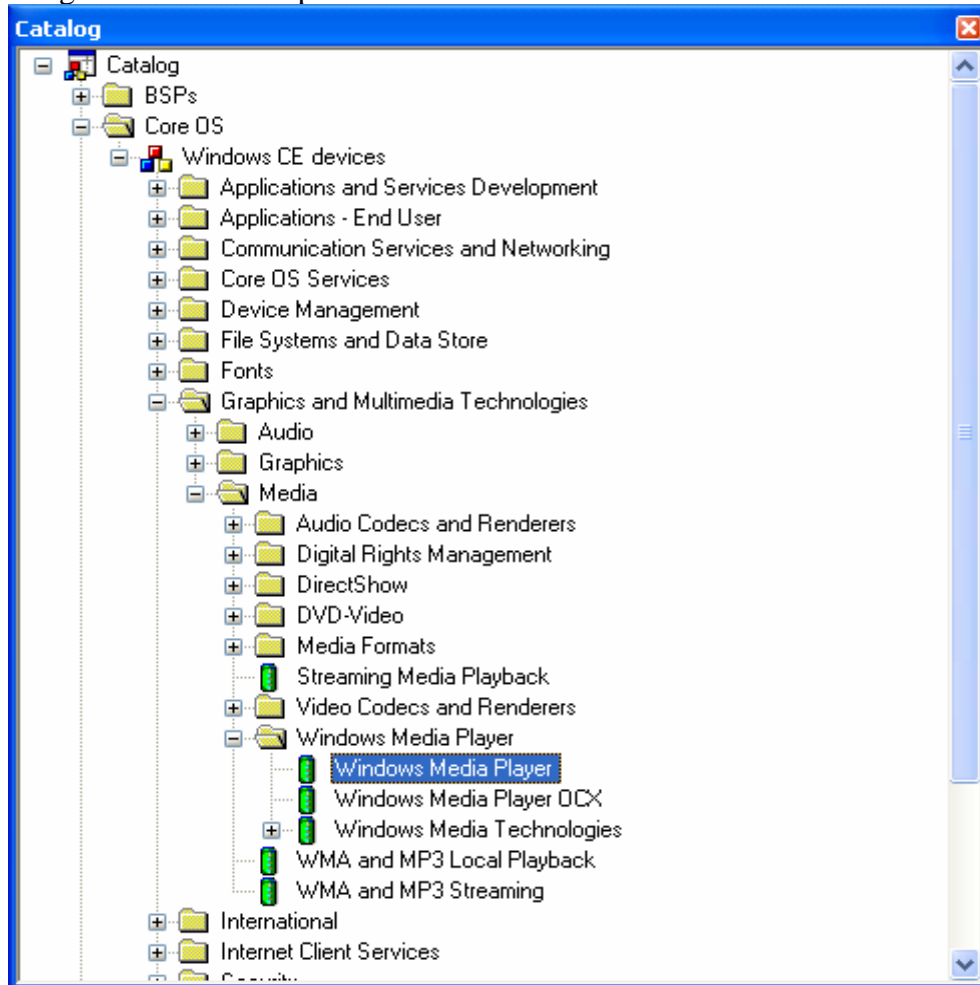 Catalog
Catalog
BSPs
Core OS
Windows CE devices
Applications and Services Development
Applications - End User
Communication Services and Networking
Core OS Services
Device Management
File Systems and Data Store
Fonts
Graphics and Multimedia Technologies
Audio
Graphics
Media
Audio Codecs and Renderers
Digital Rights Management
DirectShow
DVD-Video
Media Formats
Streaming Media Playback
Video Codecs and Renderers
Windows Media Player
Windows Media Player
Windows Media Player OCX
Windows Media Technologies
WMA and MP3 Local Playback
WMA and MP3 Streaming
International
Internet Client Services